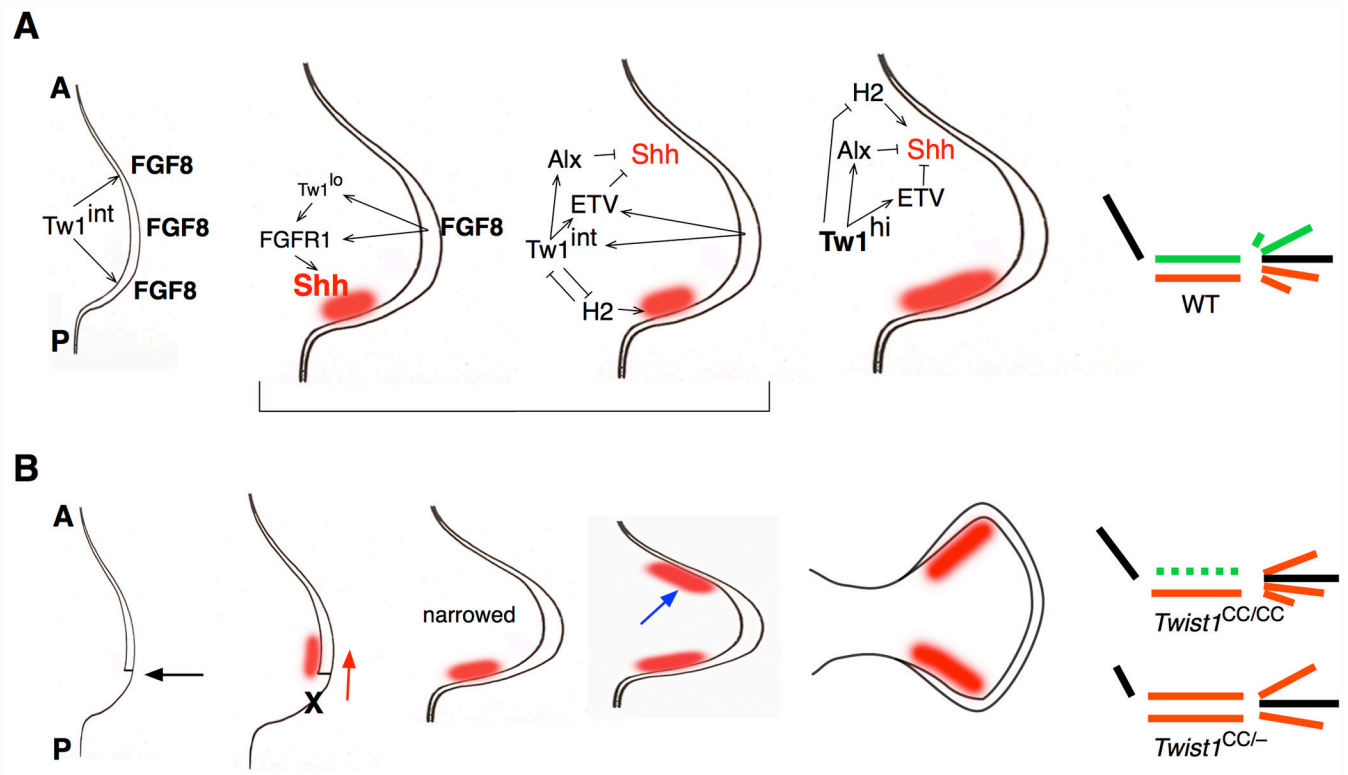 A
A
FGF8
Tw1int
FGF8
FGF8
P
Tw1lo
FGFR1
FGF8
Shh
Alx
Shh
ETV
Tw1int
H2
H2
Alx
Shh
ETV
Tw1hi
WT
B
A
P
X
narrowed
Twist1CC/CC
Twist1CC/–